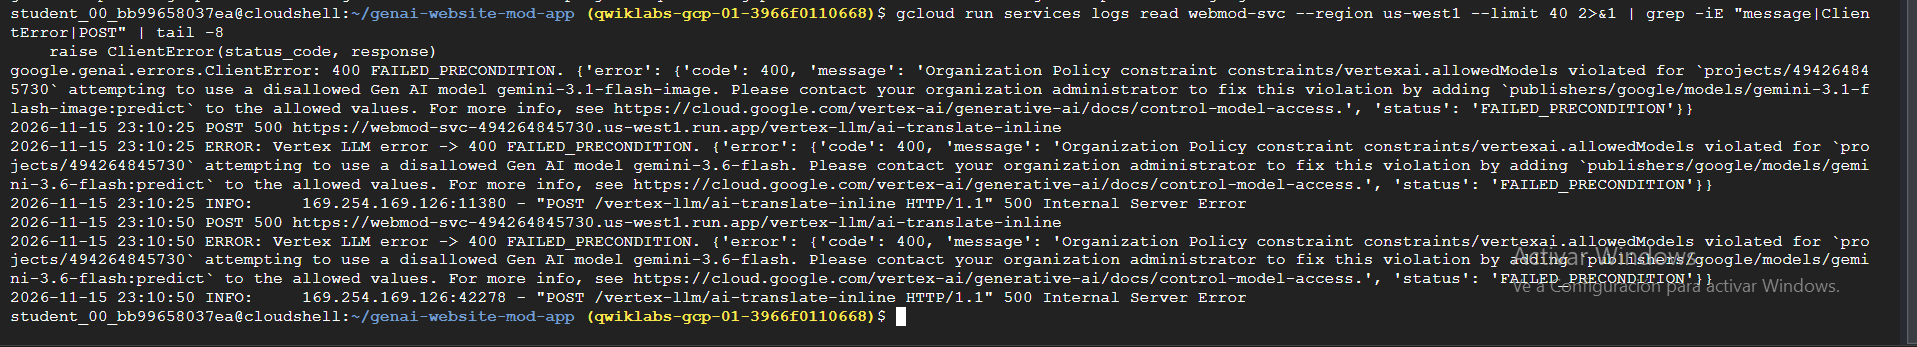 student_00_bb99658037ea@cloudshell:~/genai-website-mod-app (qwiklabs-gcp-01-3966f0110668)$ gcloud run services logs read webmod-svc --region us-west1 --limit 40 2>&1 | grep -iE "message|Clien
tError|POST" | tail -8
    raise ClientError(status_code, response)
google.genai.errors.ClientError: 400 FAILED_PRECONDITION. {'error': {'code': 400, 'message': 'Organization Policy constraint constraints/vertexai.allowedModels violated for `projects/49426484
5730` attempting to use a disallowed Gen AI model gemini-3.1-flash-image. Please contact your organization administrator to fix this violation by adding `publishers/google/models/gemini-3.1-f
lash-image:predict` to the allowed values. For more info, see https://cloud.google.com/vertex-ai/generative-ai/docs/control-model-access.', 'status': 'FAILED_PRECONDITION'}}
2026-11-15 23:10:25 POST 500 https://webmod-svc-494264845730.us-west1.run.app/vertex-llm/ai-translate-inline
2026-11-15 23:10:25 ERROR: Vertex LLM error -> 400 FAILED_PRECONDITION. {'error': {'code': 400, 'message': 'Organization Policy constraint constraints/vertexai.allowedModels violated for `pro
jects/494264845730` attempting to use a disallowed Gen AI model gemini-3.6-flash. Please contact your organization administrator to fix this violation by adding `publishers/google/models/gemi
ni-3.6-flash:predict` to the allowed values. For more info, see https://cloud.google.com/vertex-ai/generative-ai/docs/control-model-access.', 'status': 'FAILED_PRECONDITION'}}
2026-11-15 23:10:25 INFO:     169.254.169.126:11380 - "POST /vertex-llm/ai-translate-inline HTTP/1.1" 500 Internal Server Error
2026-11-15 23:10:50 POST 500 https://webmod-svc-494264845730.us-west1.run.app/vertex-llm/ai-translate-inline
2026-11-15 23:10:50 ERROR: Vertex LLM error -> 400 FAILED_PRECONDITION. {'error': {'code': 400, 'message': 'Organization Policy constraint constraints/vertexai.allowedModels violated for `pro
jects/494264845730` attempting to use a disallowed Gen AI model gemini-3.6-flash. Please contact your organization administrator to fix this violation by adding `publishers/google/models/gemi
ni-3.6-flash:predict` to the allowed values. For more info, see https://cloud.google.com/vertex-ai/generative-ai/docs/control-model-access.', 'status': 'FAILED_PRECONDITION'}}
2026-11-15 23:10:50 INFO:     169.254.169.126:42278 - "POST /vertex-llm/ai-translate-inline HTTP/1.1" 500 Internal Server Error
student_00_bb99658037ea@cloudshell:~/genai-website-mod-app (qwiklabs-gcp-01-3966f0110668)$
Activar Windows
Ve a Configuración para activar Windows.